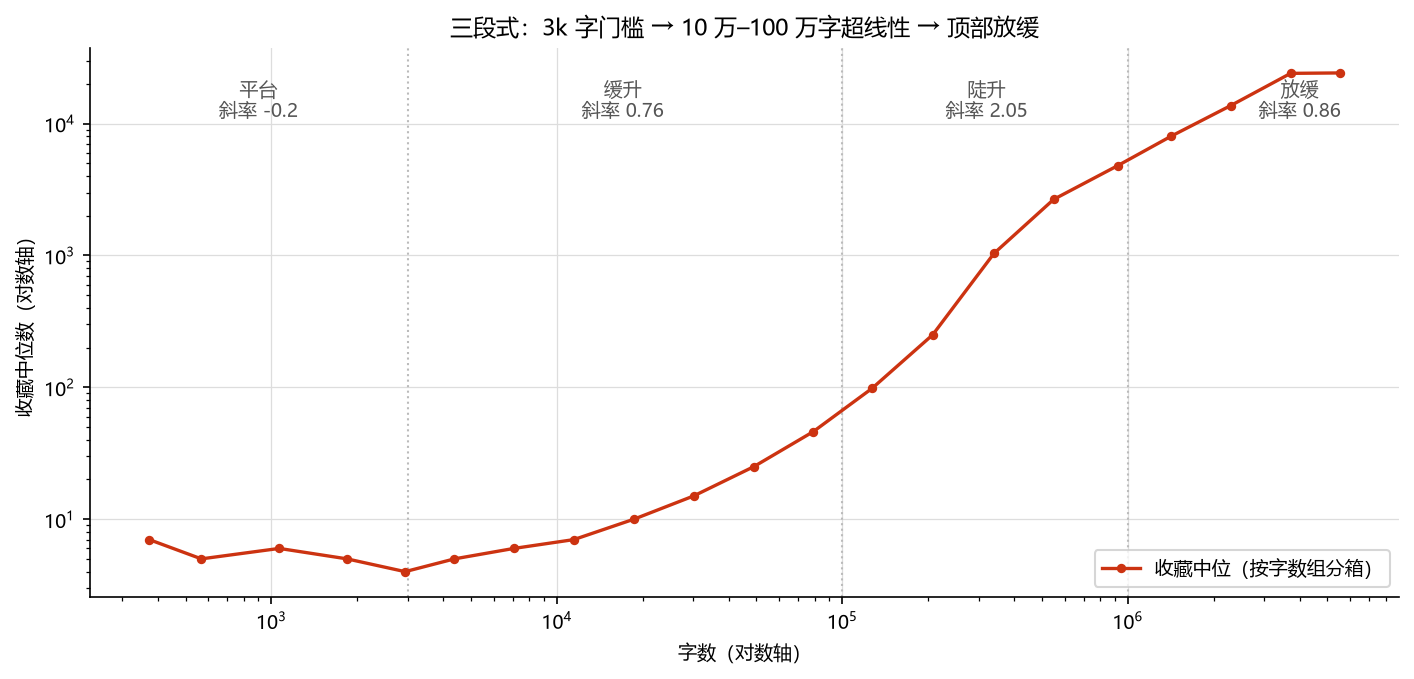 三段式：3k 字门槛 → 10 万–100 万字超线性 → 顶部放缓
平台
斜率 -0.2
缓升
斜率 0.76
陡升
斜率 2.05
放缓
斜率 0.86
收藏中位数（对数轴）
10⁴
10³
10²
10¹
10³
10⁴
10⁵
10⁶
字数（对数轴）
收藏中位（按字数组分箱）